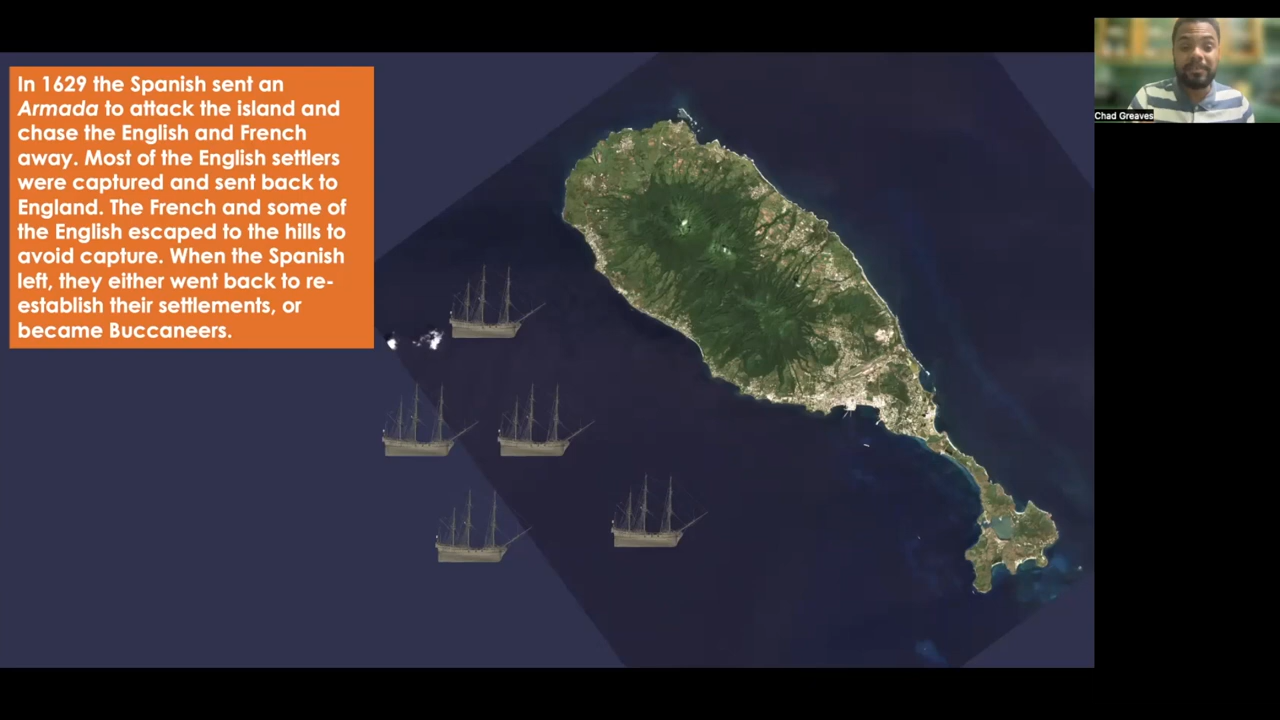 In 1629 the Spanish sent an
Armada to attack the island and
chase the English and French
away. Most of the English settlers
were captured and sent back to
England. The French and some of
the English escaped to the hills to
avoid capture. When the Spanish
left, they either went back to re-
establish their settlements, or
became Buccaneers.
Chad Greaves